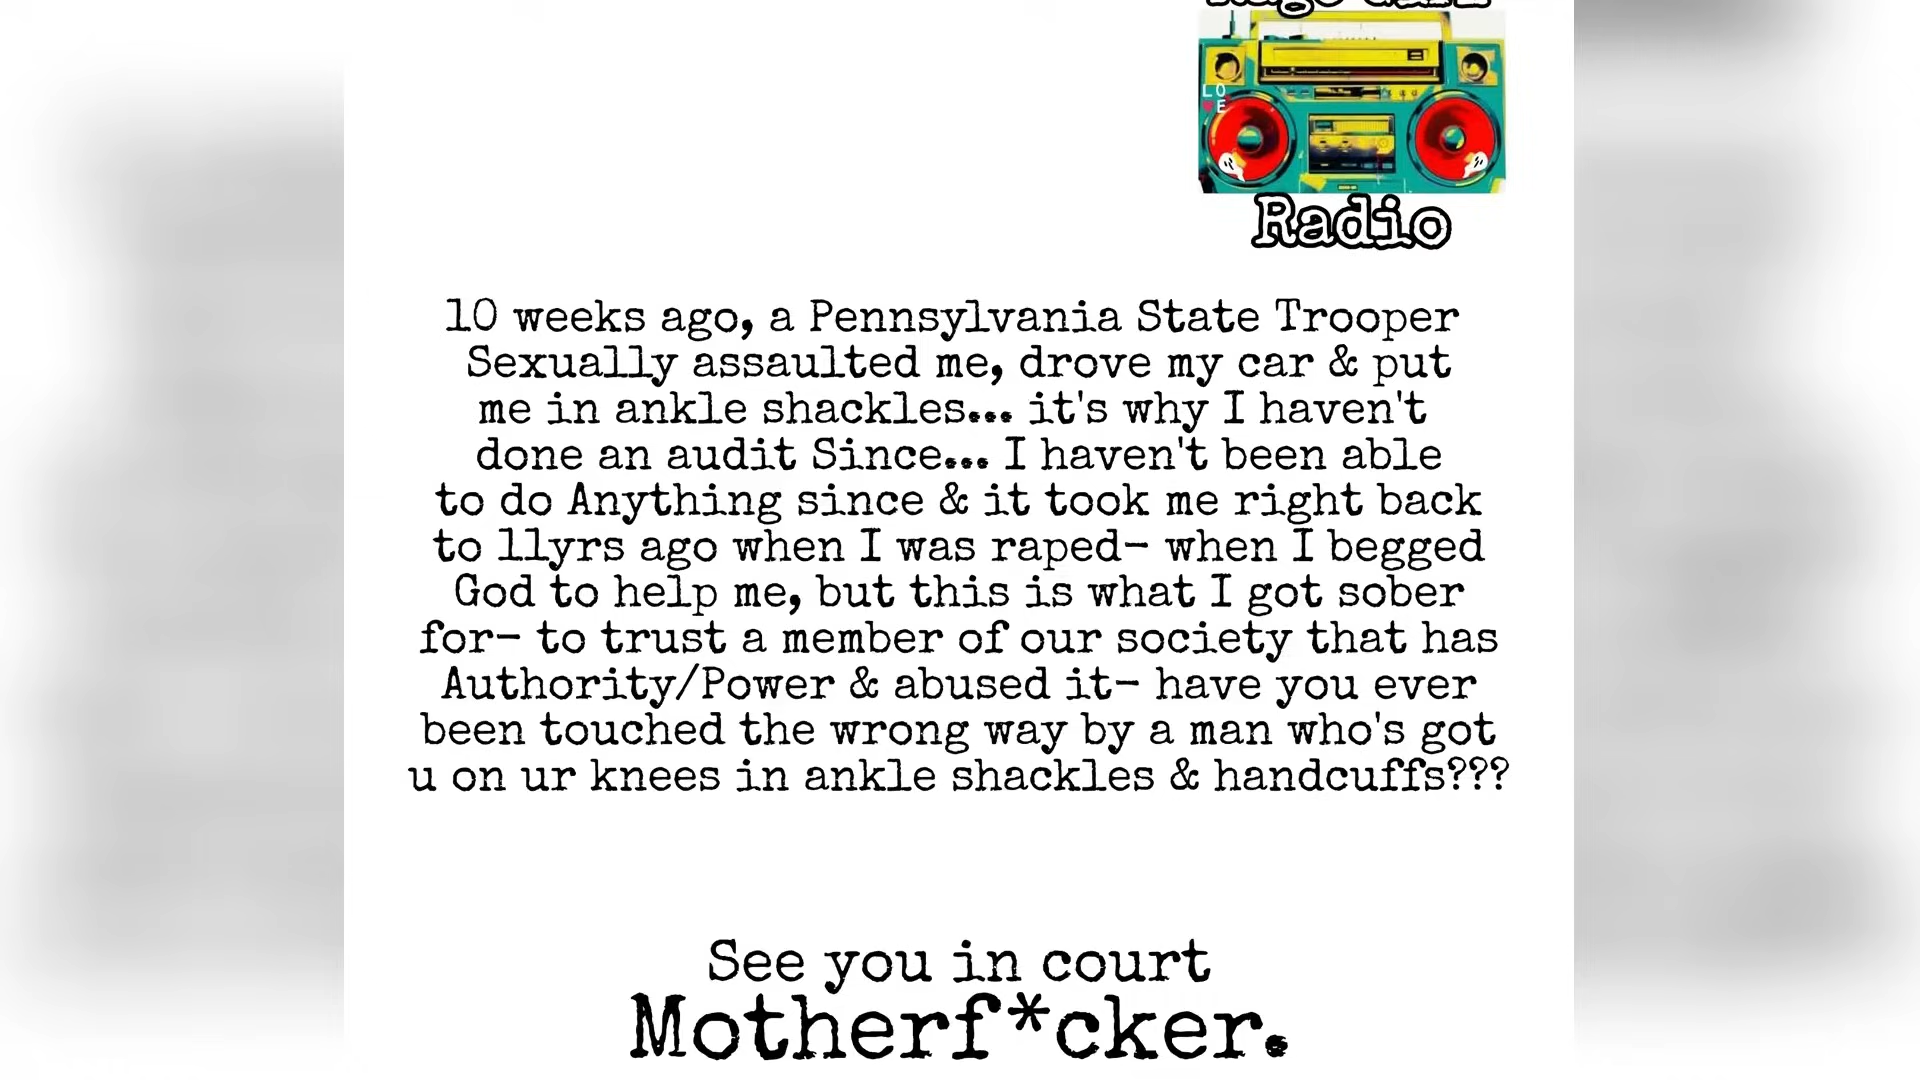 Radio
LO
E
10 weeks ago, a Pennsylvania State Trooper
Sexually assaulted me, drove my car & put
me in ankle shackles... it's why I haven't
done an audit Since... I haven't been able
to do Anything since & it took me right back
to 11yrs ago when I was raped- when I begged
God to help me, but this is what I got sober
for- to trust a member of our society that has
Authority/Power & abused it- have you ever
been touched the wrong way by a man who's got
u on ur knees in ankle shackles & handcuffs???
See you in court
Motherf*cker.